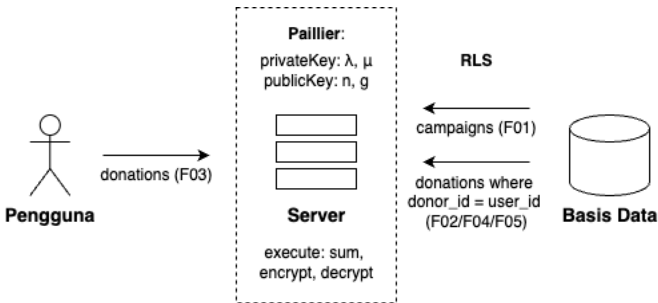 Paillier:
privateKey: λ, μ
publicKey: n, g
RLS
campaigns (F01)
donations (F03)
donations where
donor_id = user_id
(F02/F04/F05)
Pengguna
Server
Basis Data
execute: sum,
encrypt, decrypt